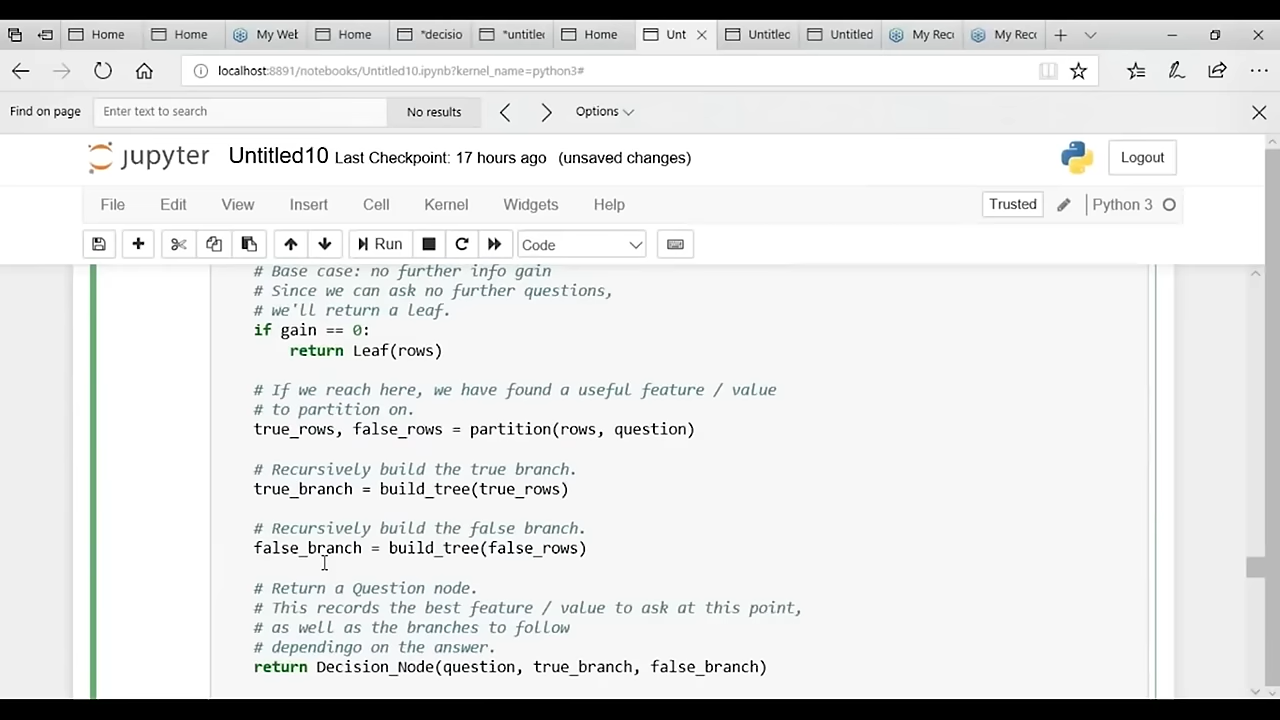 Home
Home
My Web
Home
*decisio
*untitle
Home
Unt
Untitlec
Untitled
My Reco
My Reco
localhost:8891/notebooks/Untitled10.ipynb?kernel_name=python3#
Find on page
Enter text to search
No results
Options
jupyter Untitled10 Last Checkpoint: 17 hours ago (unsaved changes)
Logout
File Edit View Insert Cell Kernel Widgets Help
Trusted
Python 3
Run
Code
# Base case: no further info gain
# Since we can ask no further questions,
# we'll return a leaf.
if gain == 0:
    return Leaf(rows)
# If we reach here, we have found a useful feature / value
# to partition on.
true_rows, false_rows = partition(rows, question)
# Recursively build the true branch.
true_branch = build_tree(true_rows)
# Recursively build the false branch.
false_branch = build_tree(false_rows)
# Return a Question node.
# This records the best feature / value to ask at this point,
# as well as the branches to follow
# dependingo on the answer.
return Decision_Node(question, true_branch, false_branch)